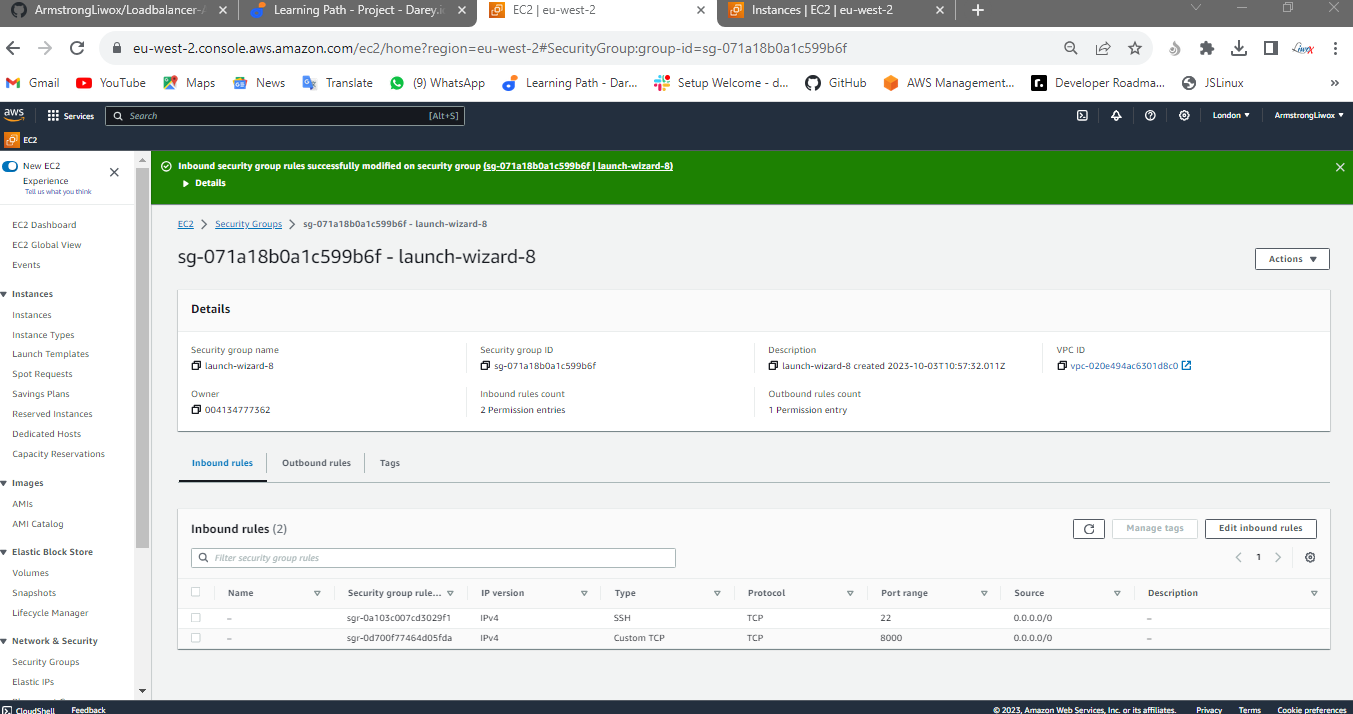 ArmstrongLiwox/Loadbalancer-
Learning Path - Project - Darey.i
EC2 | eu-west-2
Instances | EC2 | eu-west-2
eu-west-2.console.aws.amazon.com/ec2/home?region=eu-west-2#SecurityGroup:group-id=sg-071a18b0a1c599b6f
Gmail YouTube Maps News Translate (9) WhatsApp Learning Path - Dar... Setup Welcome - d... GitHub AWS Management... Developer Roadma... JSLinux »
aws Services Search [Alt+S] London ArmstrongLiwox
EC2
New EC2
Experience
Tell us what you think
EC2 Dashboard
EC2 Global View
Events
Instances
Instances
Instance Types
Launch Templates
Spot Requests
Savings Plans
Reserved Instances
Dedicated Hosts
Capacity Reservations
Images
AMIs
AMI Catalog
Elastic Block Store
Volumes
Snapshots
Lifecycle Manager
Network & Security
Security Groups
Elastic IPs
Inbound security group rules successfully modified on security group (sg-071a18b0a1c599b6f | launch-wizard-8)
Details
EC2 Security Groups sg-071a18b0a1c599b6f - launch-wizard-8
sg-071a18b0a1c599b6f - launch-wizard-8
Actions
Details
Security group name Security group ID Description VPC ID
launch-wizard-8 sg-071a18b0a1c599b6f launch-wizard-8 created 2023-10-03T10:57:32.011Z vpc-020e494ac6301d8c0
Owner Inbound rules count Outbound rules count
004134777362 2 Permission entries 1 Permission entry
Inbound rules Outbound rules Tags
Inbound rules (2) Manage tags Edit inbound rules
Filter security group rules
1
Name Security group rule... IP version Type Protocol Port range Source Description
– sgr-0a103c007cd3029f1 IPv4 SSH TCP 22 0.0.0.0/0 –
– sgr-0d700f77464d05fda IPv4 Custom TCP TCP 8000 0.0.0.0/0 –
CloudShell Feedback © 2023, Amazon Web Services, Inc. or its affiliates. Privacy Terms Cookie preferences